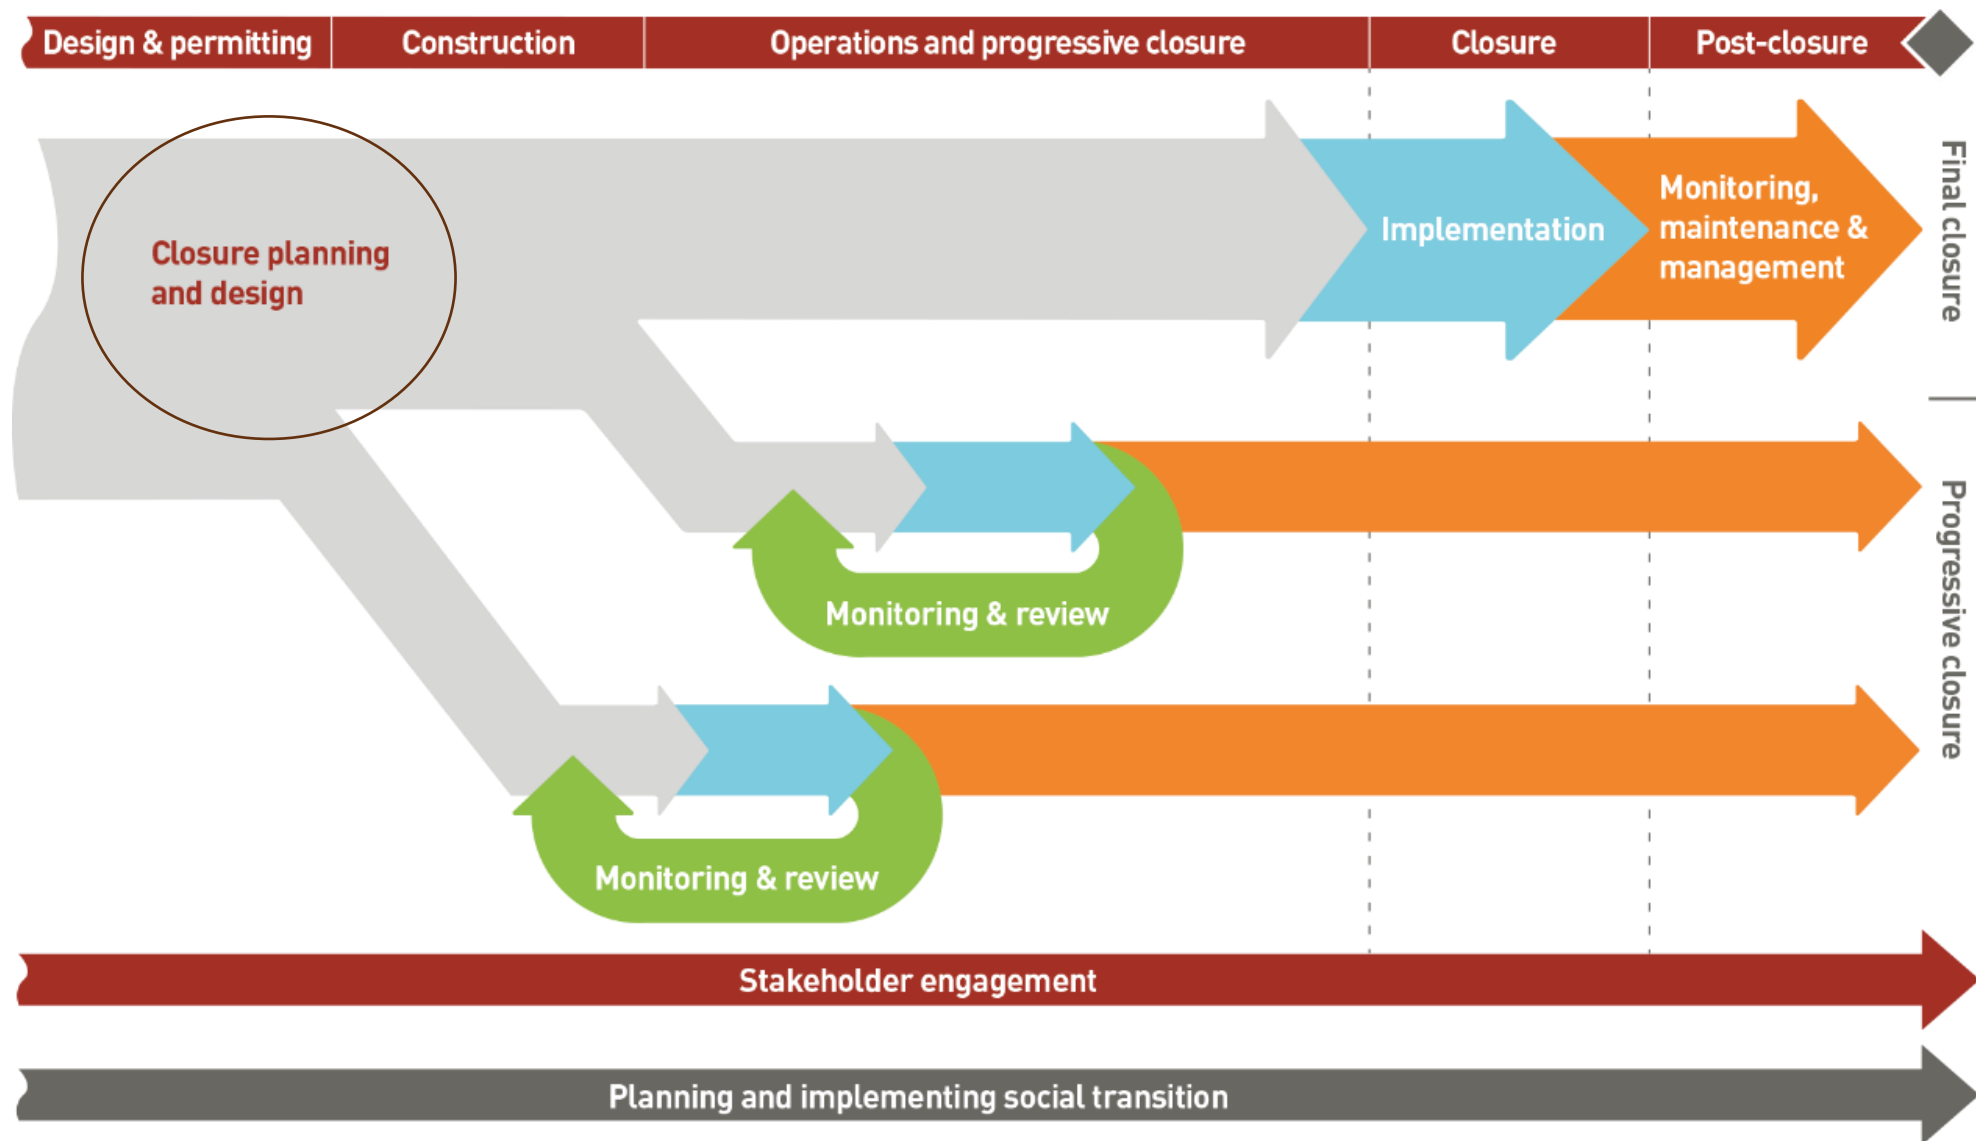 Design & permitting
Construction
Operations and progressive closure
Closure
Post-closure
Closure planning
and design
Implementation
Monitoring,
maintenance &
management
Final closure
Monitoring & review
Progressive closure
Monitoring & review
Stakeholder engagement
Planning and implementing social transition